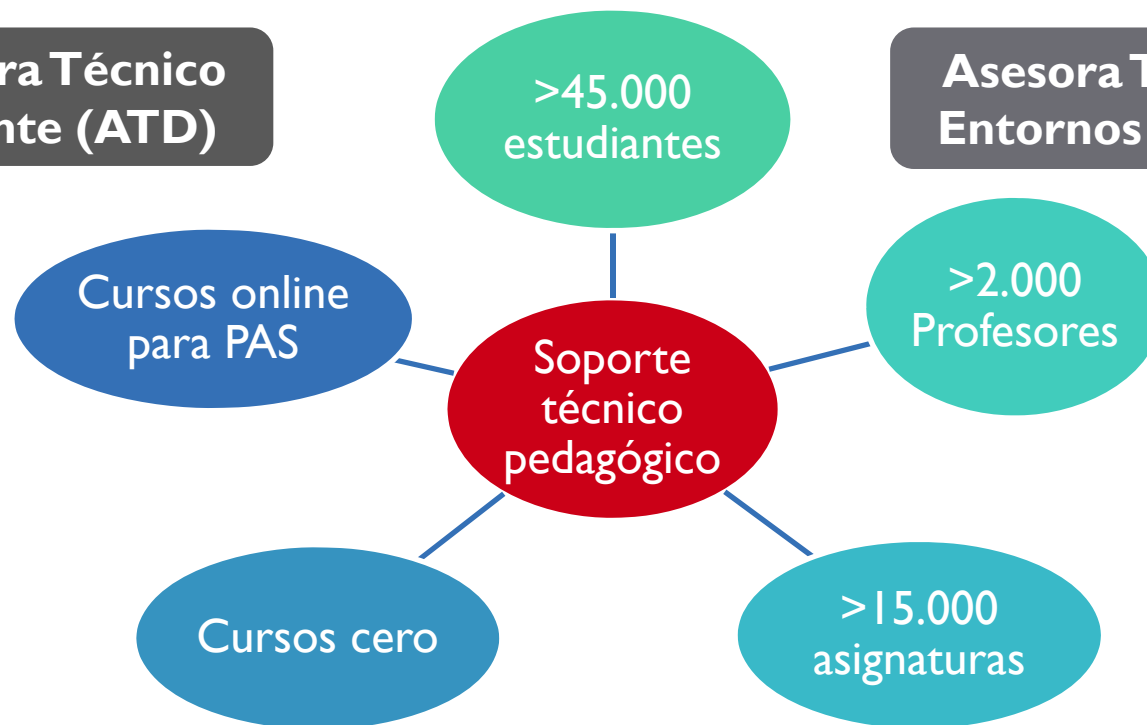 ra Técnico
nte (ATD)
>45.000
estudiantes
Asesora T
Entornos
Cursos online
para PAS
>2.000
Profesores
Soporte
técnico
pedagógico
Cursos cero
>15.000
asignaturas